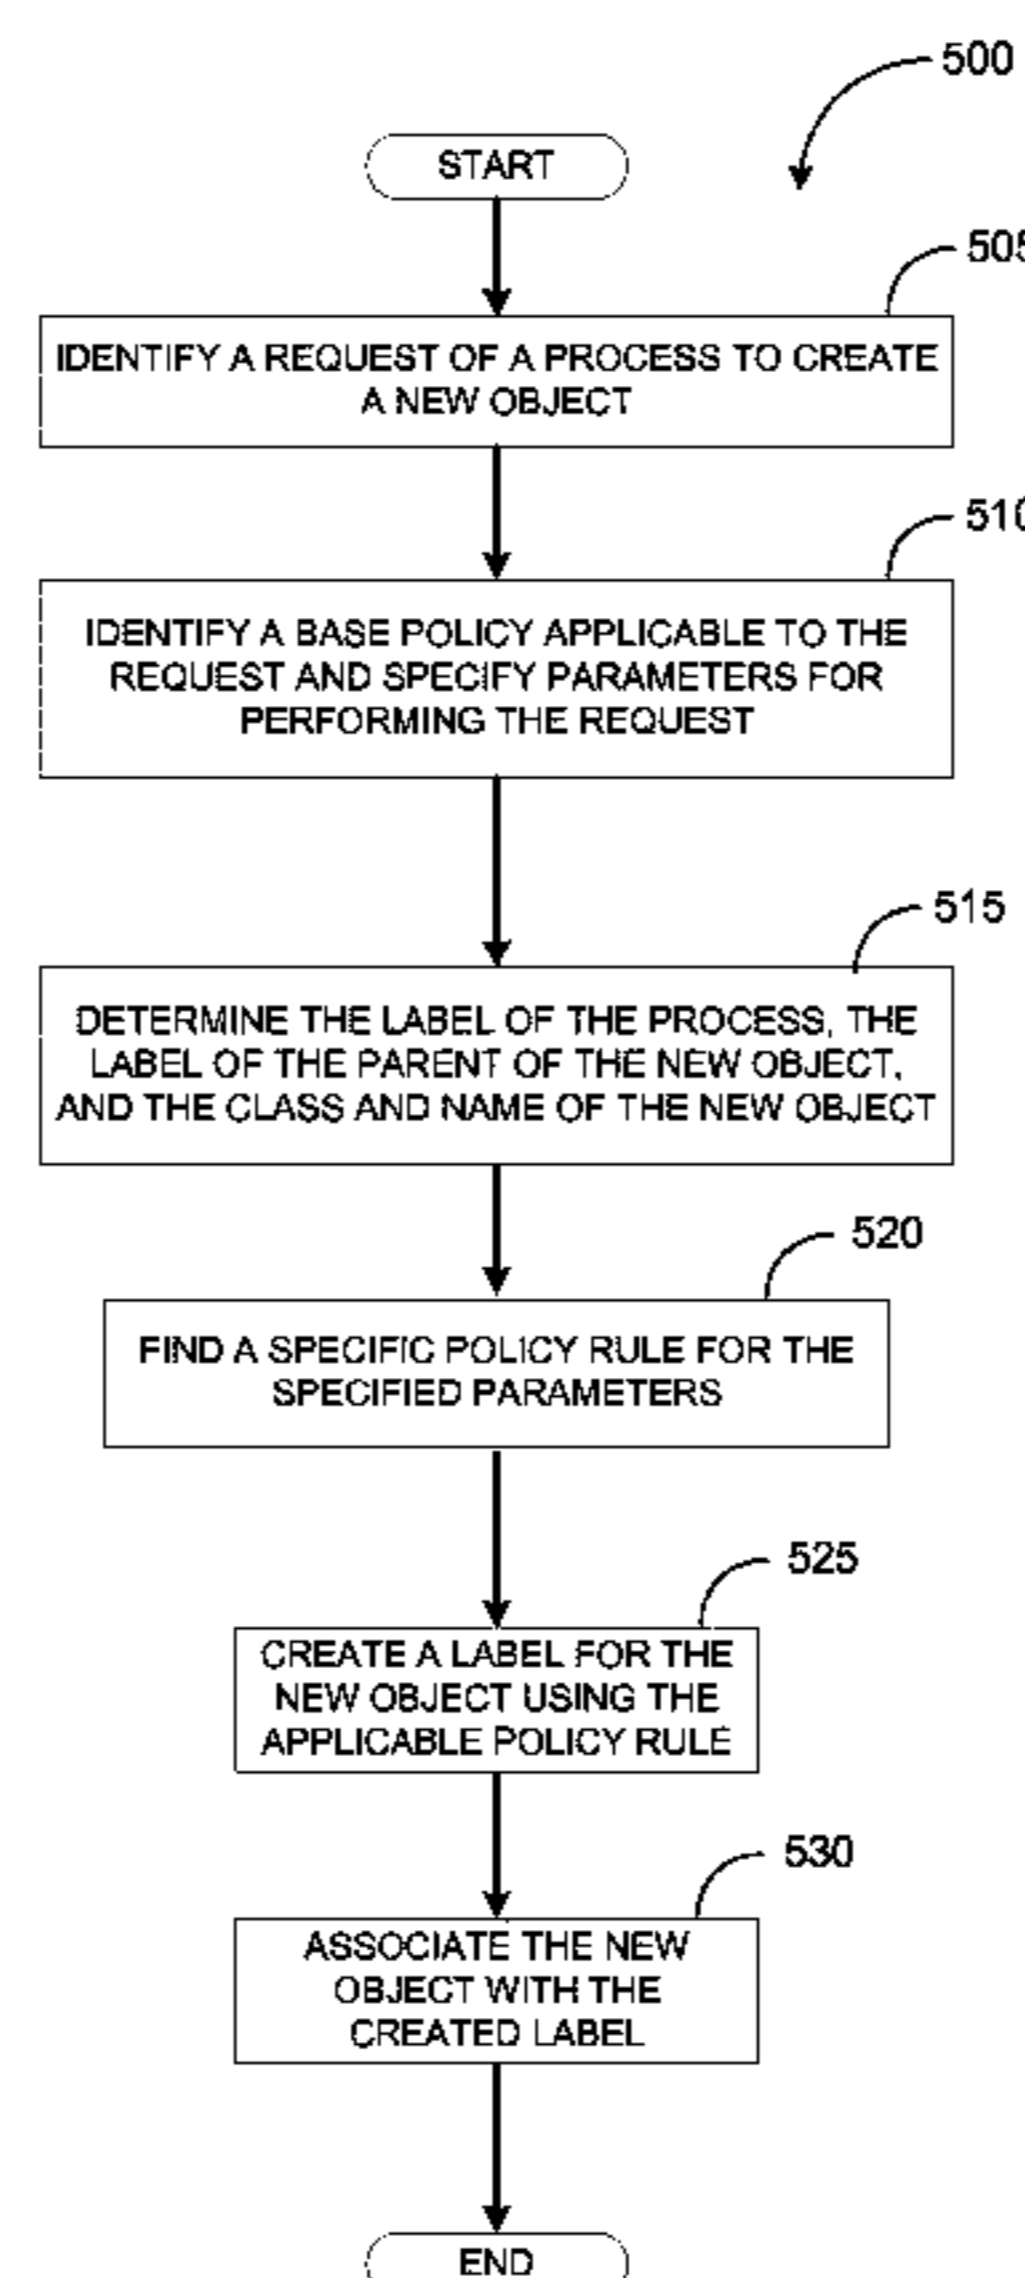 500
START
505
IDENTIFY A REQUEST OF A PROCESS TO CREATE
A NEW OBJECT
510
IDENTIFY A BASE POLICY APPLICABLE TO THE
REQUEST AND SPECIFY PARAMETERS FOR
PERFORMING THE REQUEST
515
DETERMINE THE LABEL OF THE PROCESS, THE
LABEL OF THE PARENT OF THE NEW OBJECT,
AND THE CLASS AND NAME OF THE NEW OBJECT
520
FIND A SPECIFIC POLICY RULE FOR THE
SPECIFIED PARAMETERS
525
CREATE A LABEL FOR THE
NEW OBJECT USING THE
APPLICABLE POLICY RULE
530
ASSOCIATE THE NEW
OBJECT WITH THE
CREATED LABEL
END